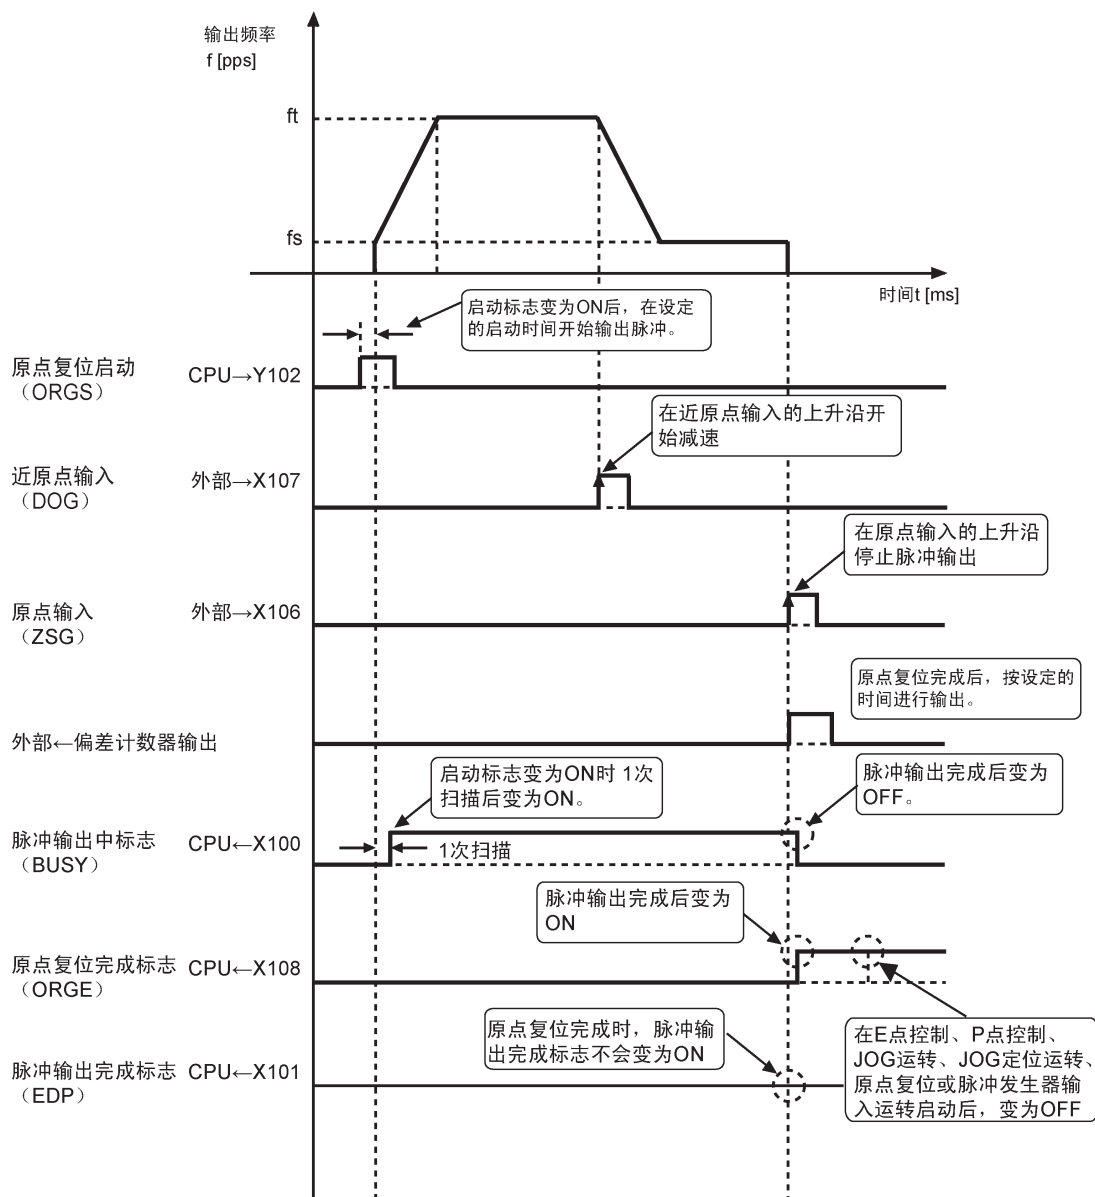 输出频率
f [pps]
ft
fs
时间t [ms]
启动标志变为ON后，在设定
的启动时间开始输出脉冲。
原点复位启动
（ORGS）
CPU→Y102
在近原点输入的上升沿开
始减速
近原点输入
（DOG）
外部→X107
在原点输入的上升沿
停止脉冲输出
原点输入
（ZSG）
外部→X106
原点复位完成后，按设定的
时间进行输出。
外部←偏差计数器输出
启动标志变为ON时 1次
扫描后变为ON。
脉冲输出完成后变为
OFF。
脉冲输出中标志
（BUSY）
CPU←X100
1次扫描
脉冲输出完成后变为
ON
原点复位完成标志
（ORGE）
CPU←X108
原点复位完成时，脉冲输
出完成标志不会变为ON
在E点控制、P点控制、
JOG运转、JOG定位运转、
原点复位或脉冲发生器输
入运转启动后，变为OFF
脉冲输出完成标志
（EDP）
CPU←X101